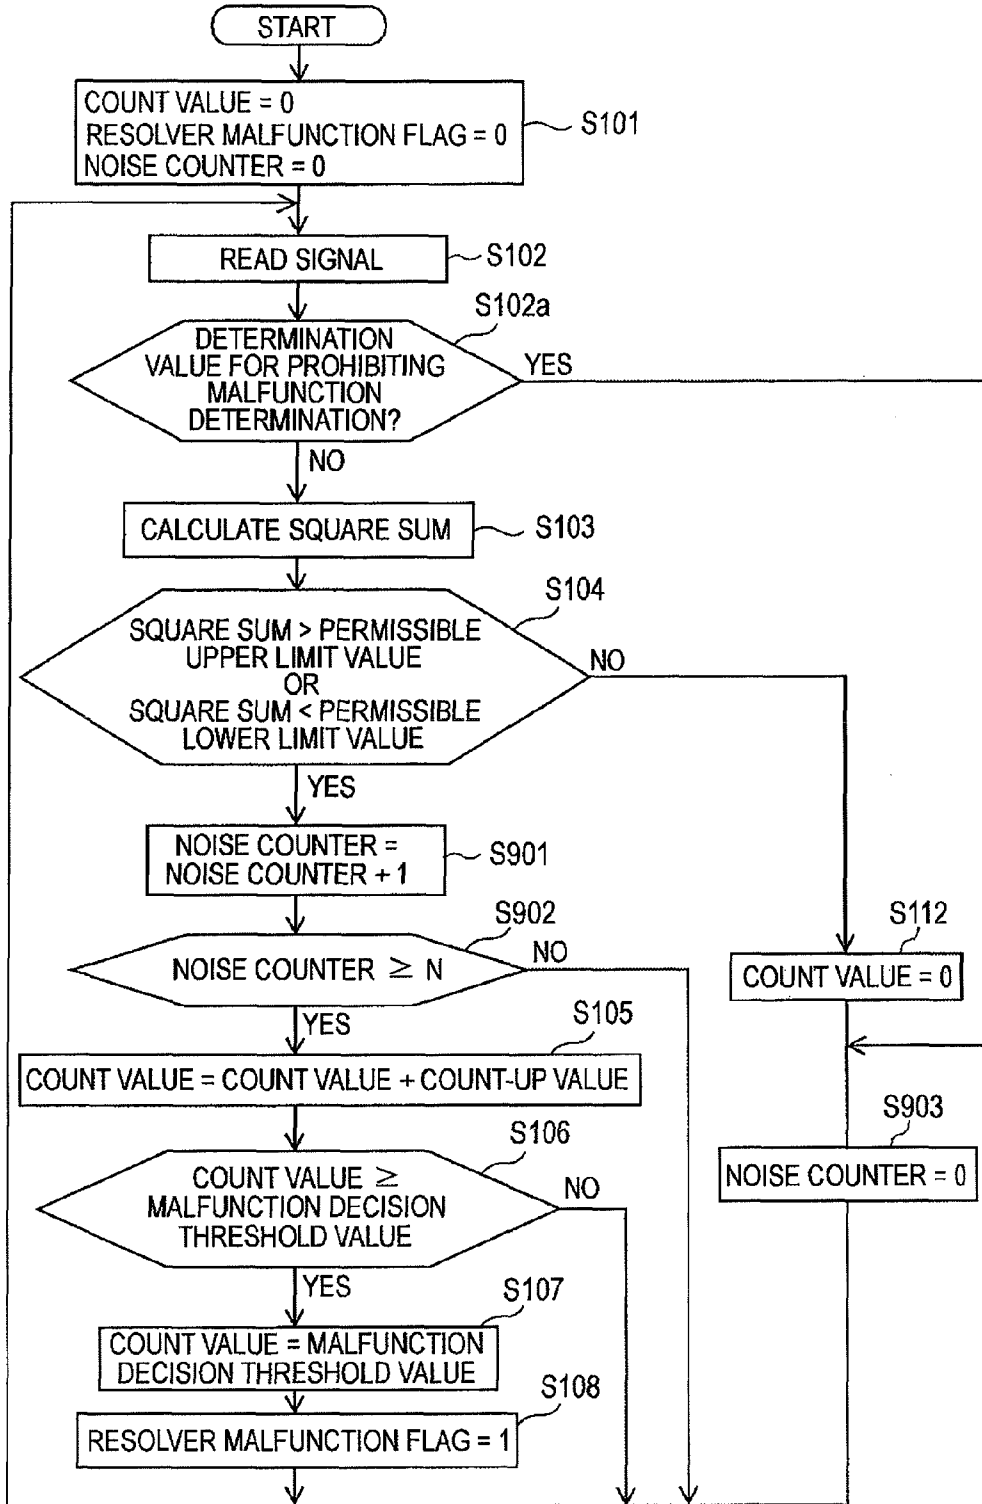 START
COUNT VALUE = 0
RESOLVER MALFUNCTION FLAG = 0
NOISE COUNTER = 0
S101
READ SIGNAL
S102
S102a
DETERMINATION
VALUE FOR PROHIBITING
MALFUNCTION
DETERMINATION?
YES
NO
CALCULATE SQUARE SUM
S103
S104
SQUARE SUM > PERMISSIBLE
UPPER LIMIT VALUE
OR
SQUARE SUM < PERMISSIBLE
LOWER LIMIT VALUE
NO
YES
NOISE COUNTER =
NOISE COUNTER + 1
S901
S902
NOISE COUNTER ≥ N
NO
S112
COUNT VALUE = 0
YES
S105
COUNT VALUE = COUNT VALUE + COUNT-UP VALUE
S903
NOISE COUNTER = 0
S106
COUNT VALUE ≥
MALFUNCTION DECISION
THRESHOLD VALUE
NO
YES
S107
COUNT VALUE = MALFUNCTION
DECISION THRESHOLD VALUE
S108
RESOLVER MALFUNCTION FLAG = 1